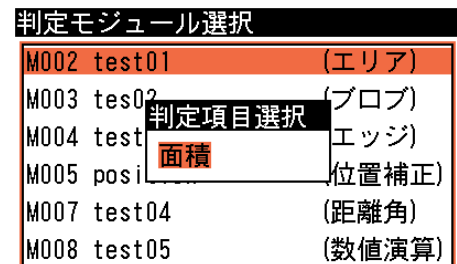 判定モジュール選択
M002 test01 (エリア)
M003 tes02 (ブロブ)
判定項目選択
M004 test エッジ)
面積
M005 posi 位置補正)
M007 test04 (距離角)
M008 test05 (数値演算)